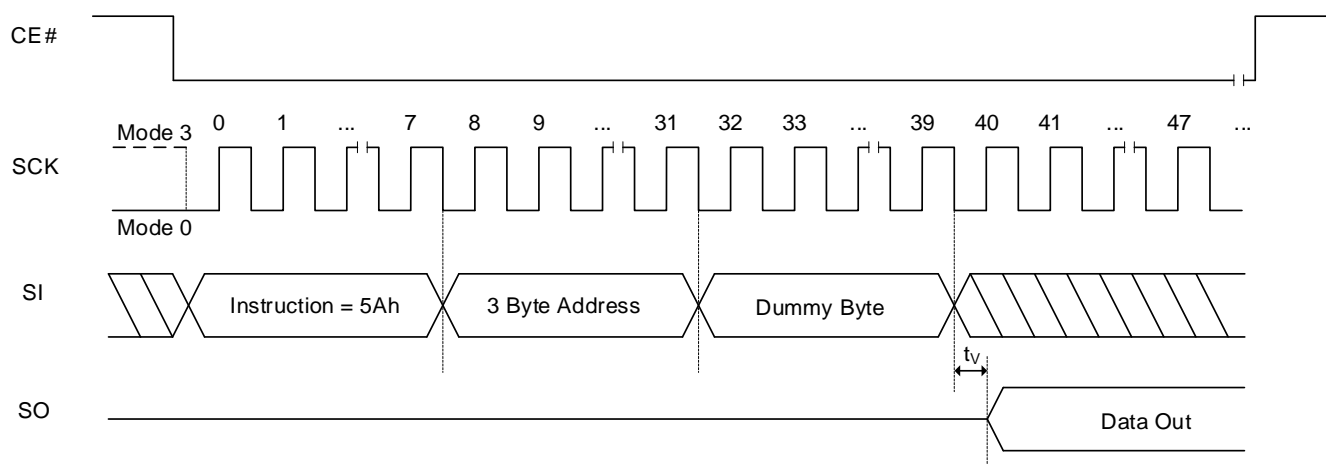 CE#
0 1 ... 7 8 9 ... 31 32 33 ... 39 40 41 ... 47 ...
Mode 3
SCK
Mode 0
SI
Instruction = 5Ah
3 Byte Address
Dummy Byte
tV
SO
Data Out